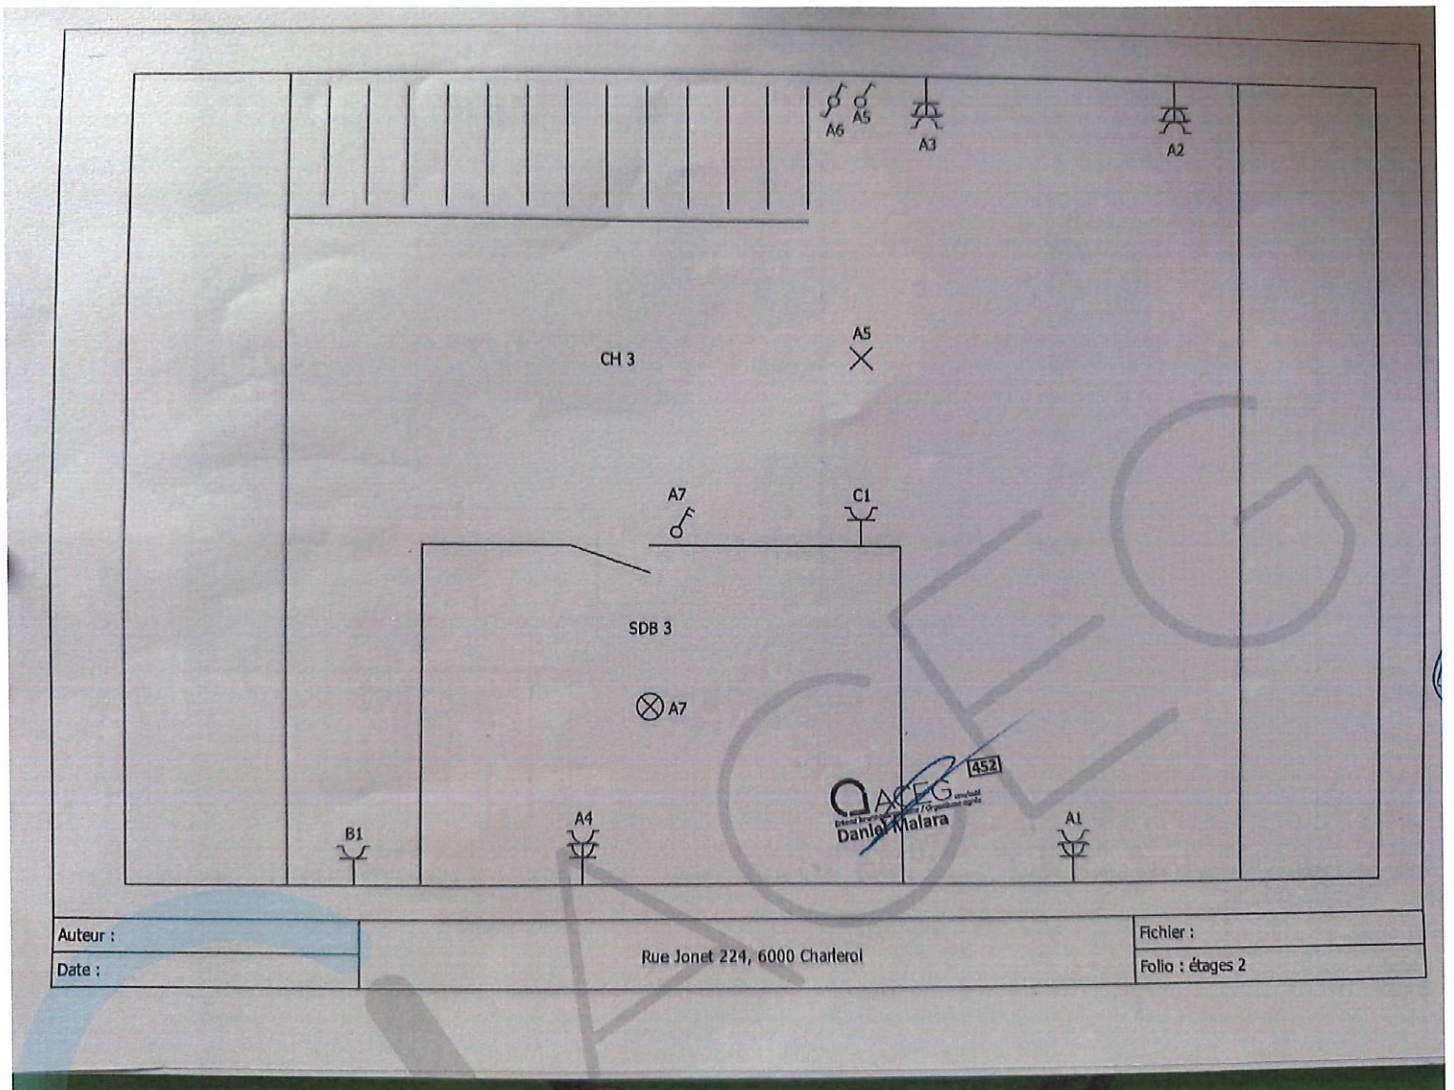 A6
A5
A3
A2
CH 3
A5
A7
C1
SDB 3
A7
452
ACEG
Daniel Malara
B1
A4
A1
Auteur :
Date :
Rue Jonet 224, 6000 Charleroi
Fichier :
Folio : étages 2
ACEG